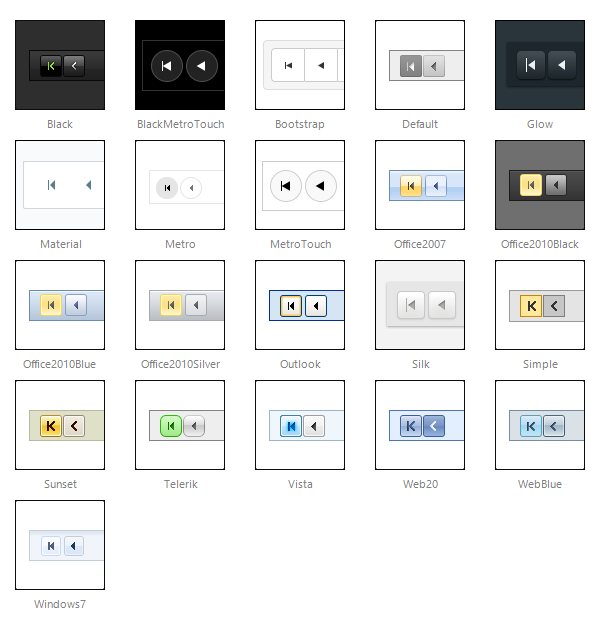 Black
BlackMetroTouch
Bootstrap
Default
Glow
Material
Metro
MetroTouch
Office2007
Office2010Black
Office2010Blue
Office2010Silver
Outlook
Silk
Simple
Sunset
Telerik
Vista
Web20
WebBlue
Windows7